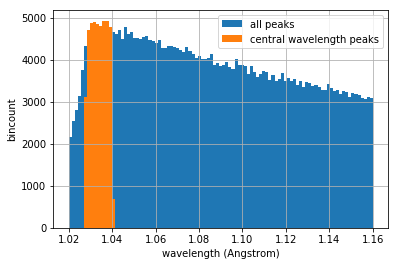 5000
4000
3000
2000
1000
0
bincount
all peaks
central wavelength peaks
1.02 1.04 1.06 1.08 1.10 1.12 1.14 1.16
wavelength (Angstrom)